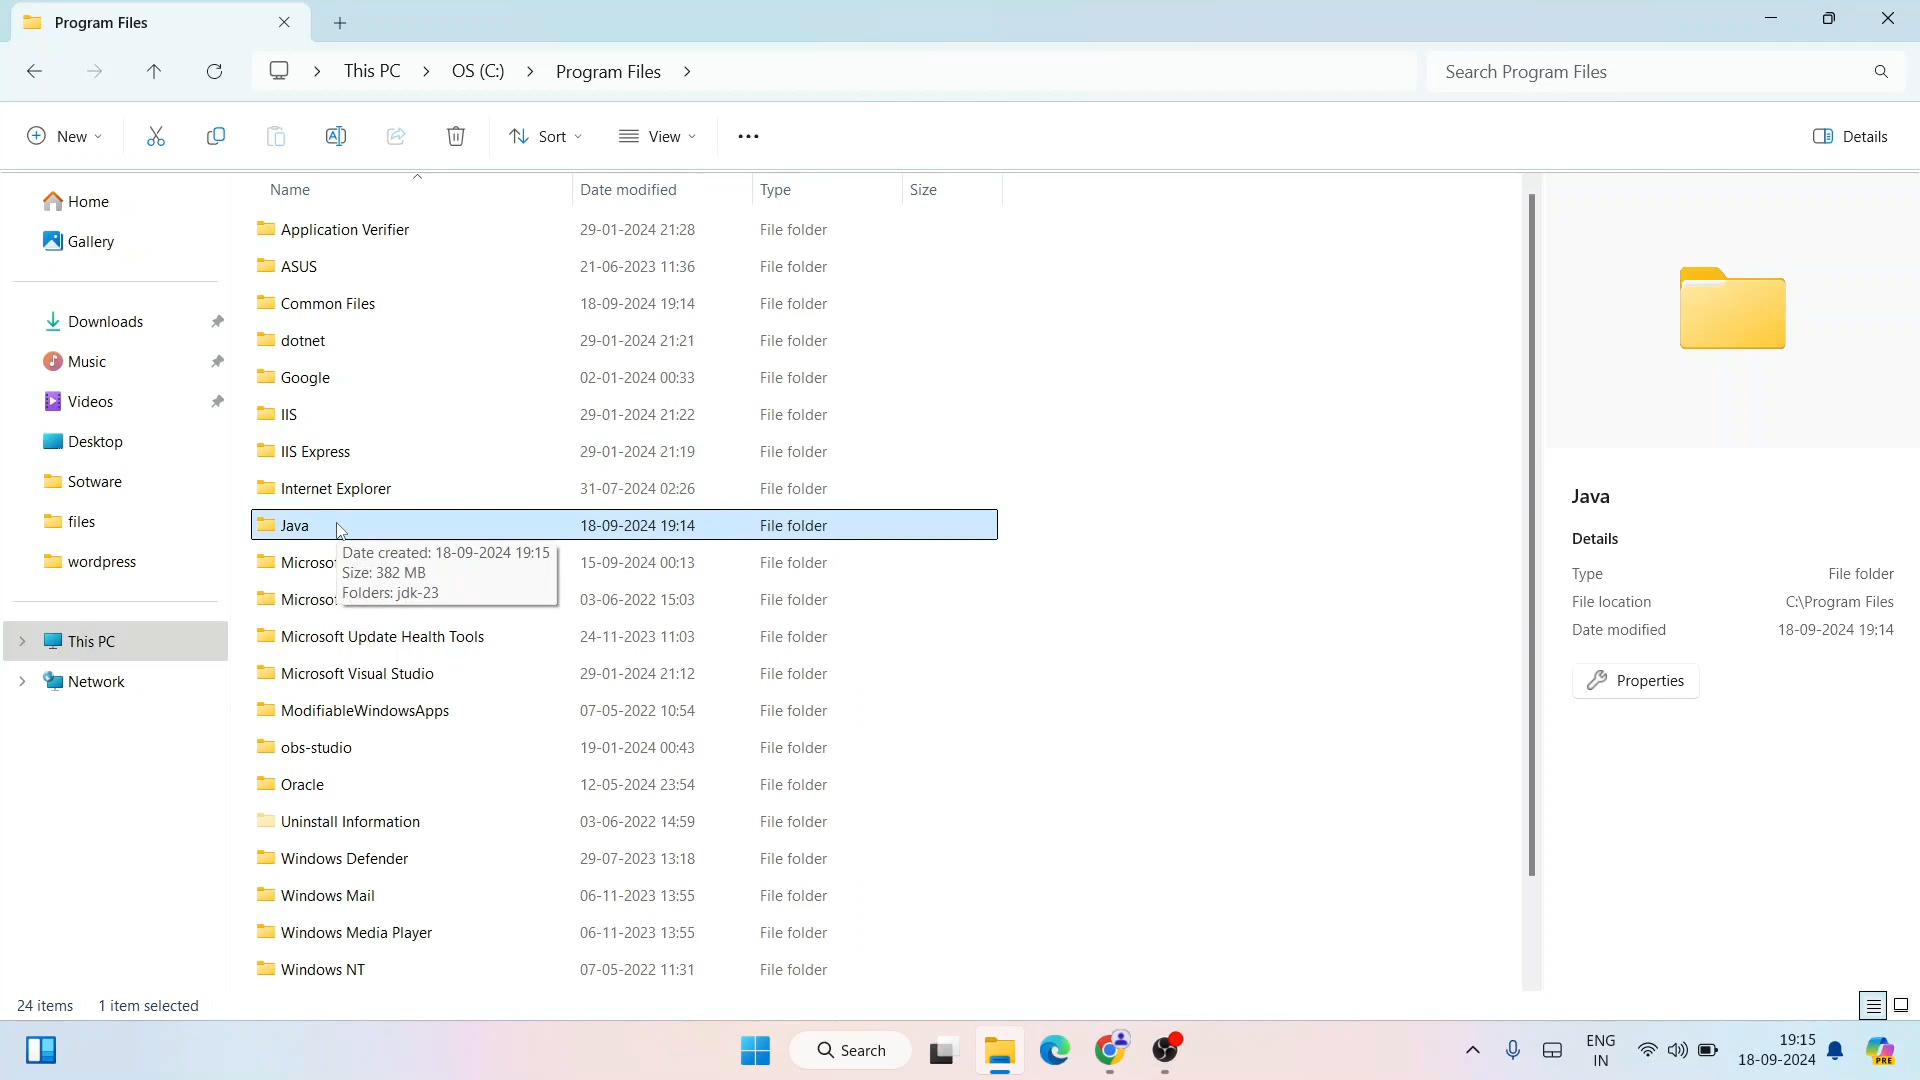 Program Files
This PC
OS (C:)
Program Files
Search Program Files
New
Sort
View
Details
Name
Date modified
Type
Size
Home
Gallery
Downloads
Music
Videos
Desktop
Sotware
files
wordpress
This PC
Network
Application Verifier 29-01-2024 21:28 File folder
ASUS 21-06-2023 11:36 File folder
Common Files 18-09-2024 19:14 File folder
dotnet 29-01-2024 21:21 File folder
Google 02-01-2024 00:33 File folder
IIS 29-01-2024 21:22 File folder
IIS Express 29-01-2024 21:19 File folder
Internet Explorer 31-07-2024 02:26 File folder
Java 18-09-2024 19:14 File folder
15-09-2024 00:13 File folder
03-06-2022 15:03 File folder
Date created: 18-09-2024 19:15
Size: 382 MB
Folders: jdk-23
Microsoft Update Health Tools 24-11-2023 11:03 File folder
Microsoft Visual Studio 29-01-2024 21:12 File folder
ModifiableWindowsApps 07-05-2022 10:54 File folder
obs-studio 19-01-2024 00:43 File folder
Oracle 12-05-2024 23:54 File folder
Uninstall Information 03-06-2022 14:59 File folder
Windows Defender 29-07-2023 13:18 File folder
Windows Mail 06-11-2023 13:55 File folder
Windows Media Player 06-11-2023 13:55 File folder
Windows NT 07-05-2022 11:31 File folder
Java
Details
Type File folder
File location C:\Program Files
Date modified 18-09-2024 19:14
Properties
24 items 1 item selected
Search
ENG
IN
19:15
18-09-2024
PRE